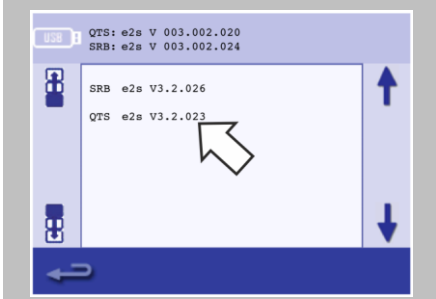 USB
QTS: e2s V 003.002.020
SRB: e2s V 003.002.024
SRB e2s V3.2.026
QTS e2s V3.2.023